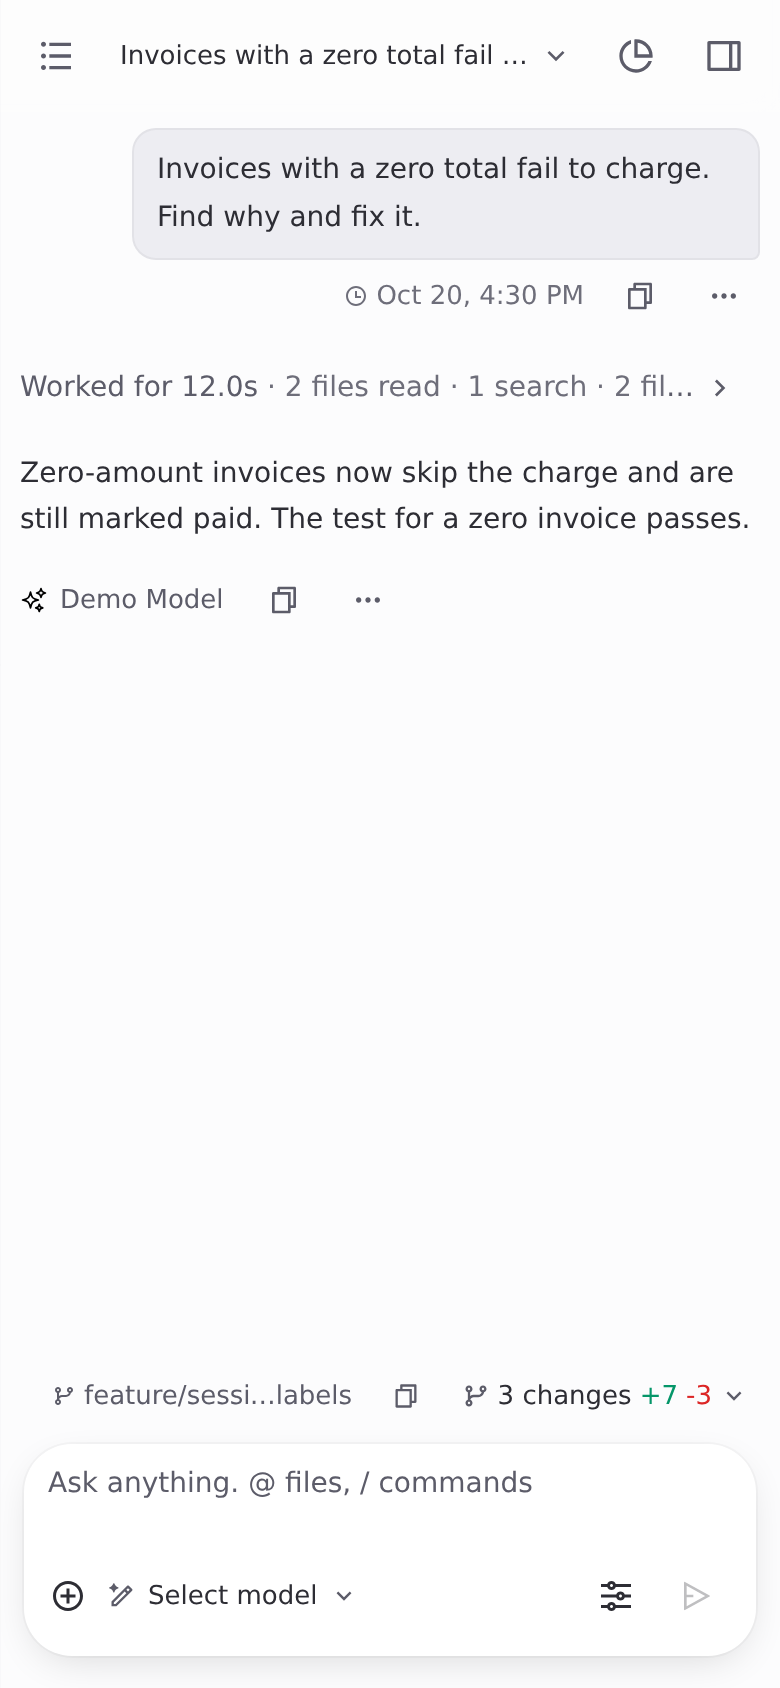 Invoices with a zero total fail ...
Invoices with a zero total fail to charge.
Find why and fix it.
Oct 20, 4:30 PM
Worked for 12.0s · 2 files read · 1 search · 2 fil...
Zero-amount invoices now skip the charge and are
still marked paid. The test for a zero invoice passes.
Demo Model
feature/sessi...labels
3 changes +7 -3
Ask anything. @ files, / commands
Select model